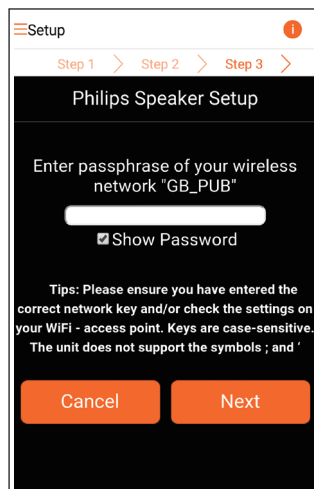 Setup
Step 1 Step 2 Step 3
Philips Speaker Setup
Enter passphrase of your wireless
network "GB_PUB"
Show Password
Tips: Please ensure you have entered the
correct network key and/or check the settings on
your WiFi - access point. Keys are case-sensitive.
The unit does not support the symbols ; and ‘
Cancel Next